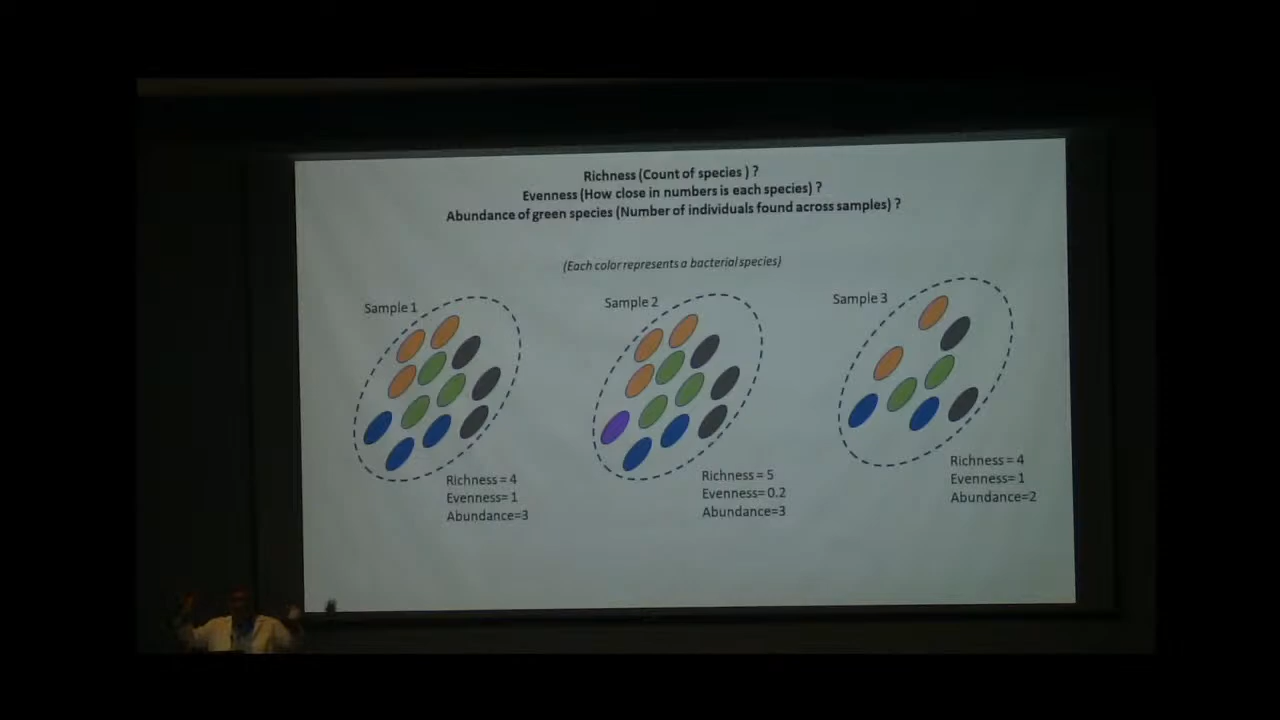 Richness (Count of species ) ?
Evenness (How close in numbers is each species) ?
Abundance of green species (Number of individuals found across samples) ?
(Each color represents a bacterial species)
Sample 1
Sample 2
Sample 3
Richness = 4
Evenness= 1
Abundance=3
Richness = 5
Evenness= 0.2
Abundance=3
Richness = 4
Evenness= 1
Abundance=2